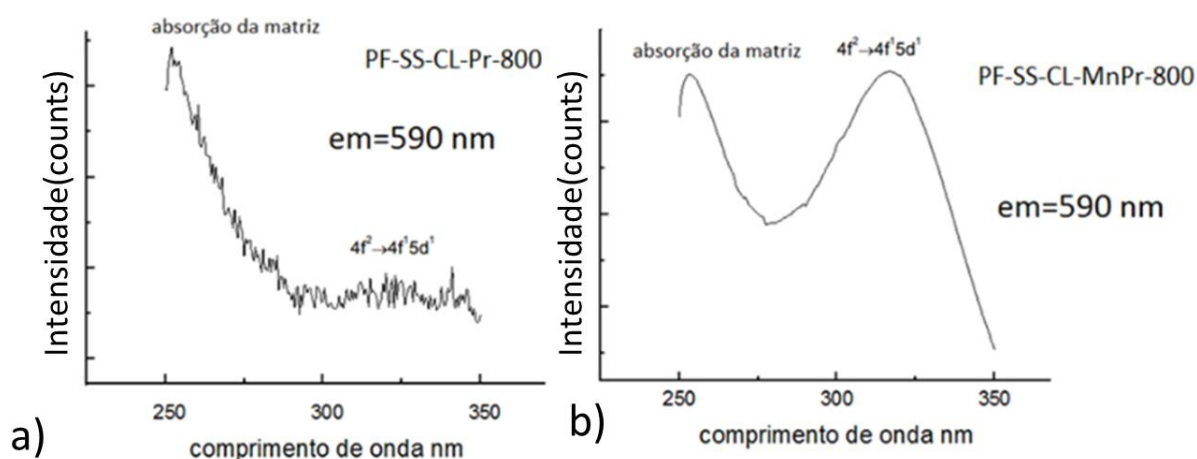 absorção da matriz
PF-SS-CL-Pr-800
em=590 nm
4f²→4f¹5d¹
Intensidade(counts)
250 300 350
comprimento de onda nm
a)
absorção da matriz
4f²→4f¹5d¹
PF-SS-CL-MnPr-800
em=590 nm
Intensidade(counts)
250 300 350
comprimento de onda nm
b)